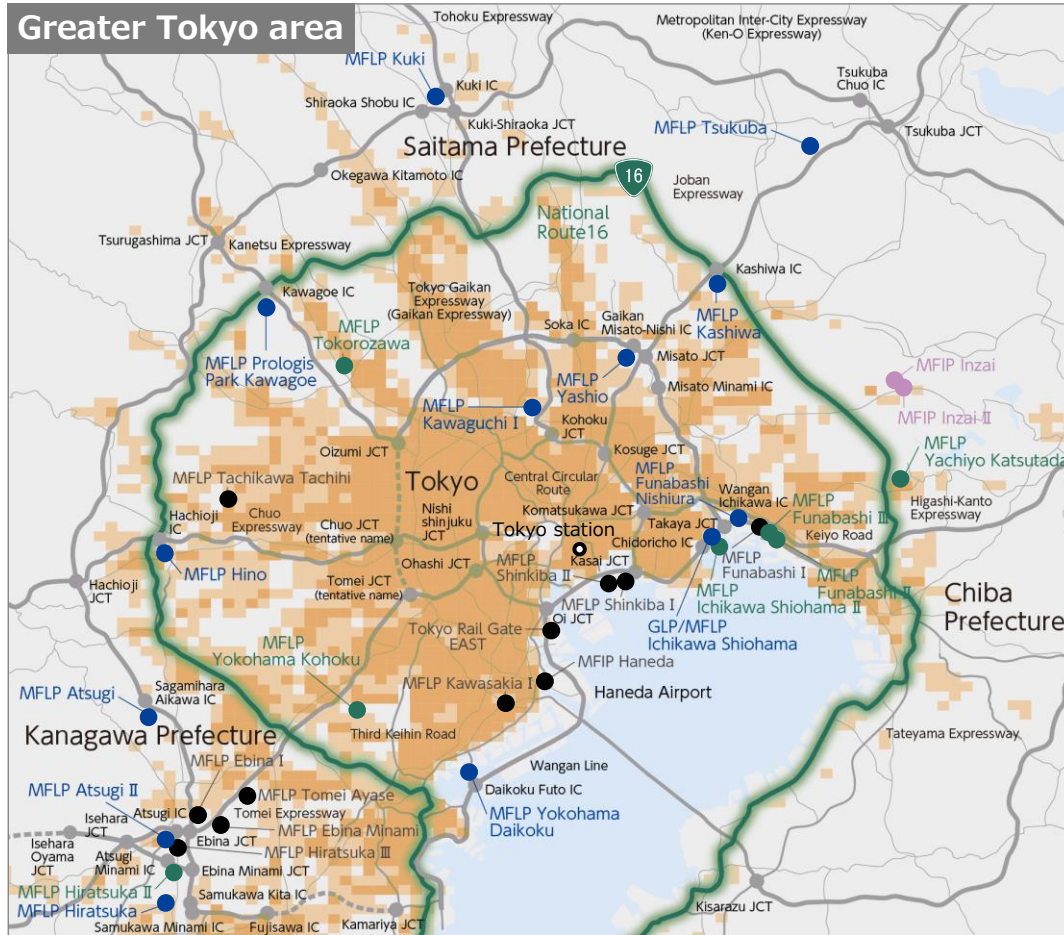 Greater Tokyo area
Tohoku Expressway
Metropolitan Inter-City Expressway
(Ken-O Expressway)
MFLP Kuki
Kuki IC
Shiraoka Shobu IC
Kuki-Shiraoka JCT
Tsukuba
Chuo IC
Tsukuba JCT
MFLP Tsukuba
Saitama Prefecture
16
Okegawa Kitamoto IC
Joban
Expressway
National
Route16
Tsurugashima JCT
Kanetsu Expressway
Kashiwa IC
Kawagoe IC
Tokyo Gaikan
Expressway
(Gaikan Expressway)
MFLP
Kashiwa
MFLP
Tokorozawa
Soka IC
Gaikan
Misato-Nishi IC
MFLP Prologis
Park Kawagoe
Misato JCT
MFLP
Yashio
Misato Minami IC
MFIP Inzai
MFIP Inzai II
MFLP
Kawaguchi I
Kohoku
JCT
Oizumi JCT
Kosuge JCT
MFLP
Yachiyo Katsutada
MFLP Tachikawa Tachihi
Tokyo
Central Circular
Route
MFLP
Funabashi
Nishiura
Wangan
Ichikawa IC
MFLP
Funabashi III
Higashi-Kanto
Expressway
Hachioji
IC
Chuo
Expressway
Chuo JCT
(tentative name)
Nishi
shinjuku
JCT
Komatsukawa JCT
Takaya JCT
Keiyo Road
Tokyo station
Chidoricho IC
MFLP Hino
Ohashi JCT
Kasai JCT
MFLP
Funabashi I
MFLP
Funabashi II
Hachioji
JCT
Tomei JCT
(tentative name)
MFLP
Shinkiba II
MFLP
Ichikawa Shiohama II
MFLP Shinkiba I
Oi JCT
Chiba
Prefecture
GLP/MFLP
Ichikawa Shiohama
Tokyo Rail Gate
EAST
MFLP
Yokohama Kohoku
MFIP Haneda
MFLP Kawasakia I
Haneda Airport
MFLP Atsugi
Sagamihara
Aikawa IC
Third Keihin Road
Kanagawa Prefecture
Tateyama Expressway
MFLP Ebina I
Wangan Line
MFLP Atsugi II
MFLP Tomei Ayase
Daikoku Futo IC
Atsugi IC
Tomei Expressway
MFLP Yokohama
Daikoku
Isehara
JCT
MFLP Ebina Minami
Ebina JCT
Isehara
Oyama
JCT
Atsugi
Minami IC
MFLP Hiratsuka III
Ebina Minami JCT
MFLP Hiratsuka II
Samukawa Kita IC
MFLP Hiratsuka
Kisarazu JCT
Samukawa Minami IC
Fujisawa IC
Kamariya JCT